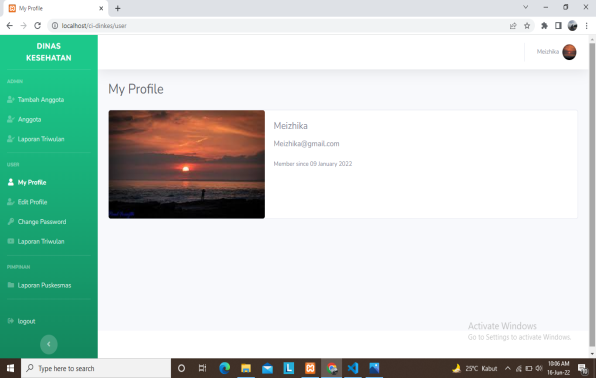 My Profile
localhost/ci-dinkes/user
DINAS
KESEHATAN
Meizhika
ADMIN
Tambah Anggota
Anggota
Laporan Triwulan
USER
My Profile
Edit Profile
Change Password
Laporan Triwulan
PIMPINAN
Laporan Puskesmas
logout
My Profile
Meizhika
Meizhika@gmail.com
Member since 09 January 2022
Activate Windows
Go to Settings to activate Windows.
Type here to search
25°C Kabut
10:06 AM
16-Jun-22